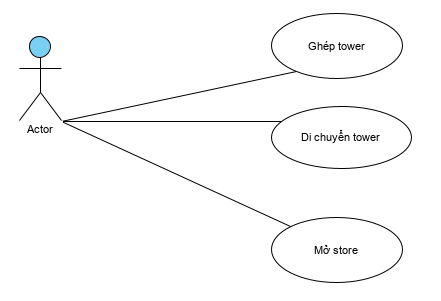 Ghép tower
Actor
Di chuyển tower
Mở store